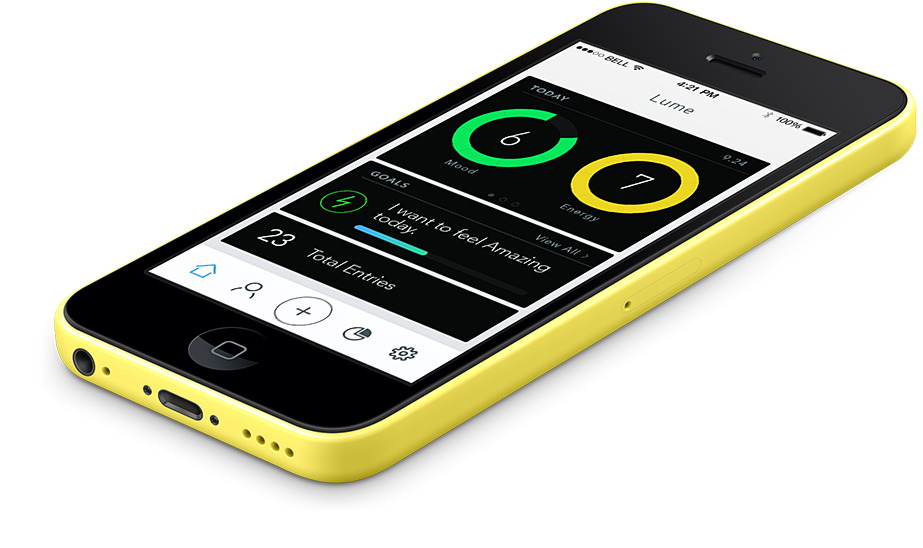 BELL 4:21 PM 100%
Lume
TODAY 9.24
6 7
Mood Energy
GOALS View All >
I want to feel Amazing
today.
23 Total Entries